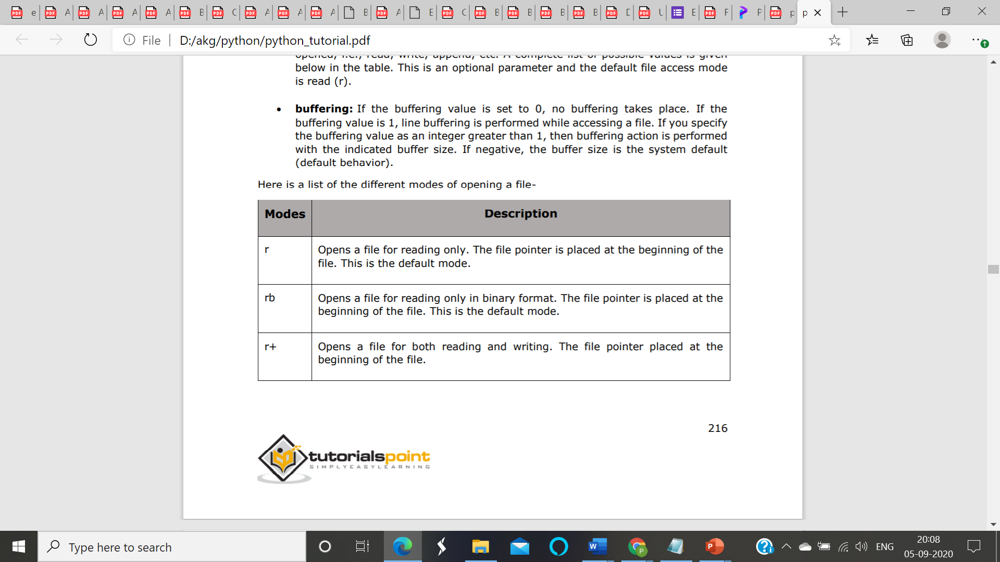 e A A A A B C A A A B A E C B B B B D U E F P p p
File D:/akg/python/python_tutorial.pdf
opened, i.e., read, write, append, etc. A complete list of possible values is given
below in the table. This is an optional parameter and the default file access mode
is read (r).
• buffering: If the buffering value is set to 0, no buffering takes place. If the
buffering value is 1, line buffering is performed while accessing a file. If you specify
the buffering value as an integer greater than 1, then buffering action is performed
with the indicated buffer size. If negative, the buffer size is the system default
(default behavior).
Here is a list of the different modes of opening a file-
Modes Description
r Opens a file for reading only. The file pointer is placed at the beginning of the
file. This is the default mode.
rb Opens a file for reading only in binary format. The file pointer is placed at the
beginning of the file. This is the default mode.
r+ Opens a file for both reading and writing. The file pointer placed at the
beginning of the file.
216
tutorialspoint
SIMPLYEASYLEARNING
Type here to search
ENG
20:08
05-09-2020